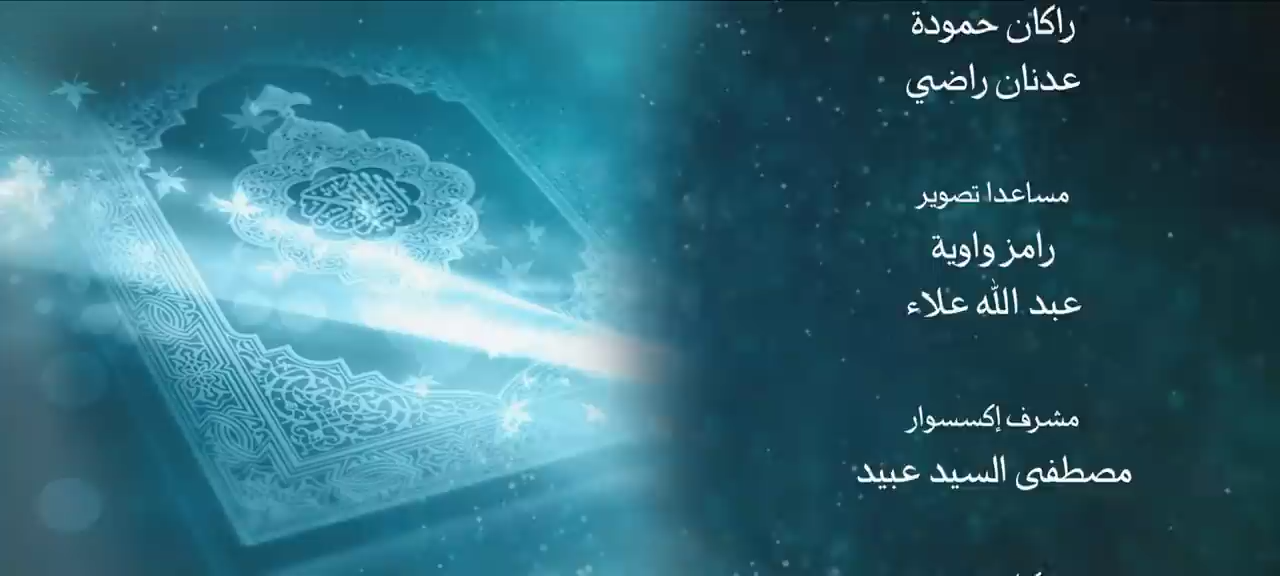 راكان حمودة
عدنان راضي
مساعدا تصوير
رامز واوية
عبد الله علاء
مشرف إكسسوار
مصطفى السيد عبيد